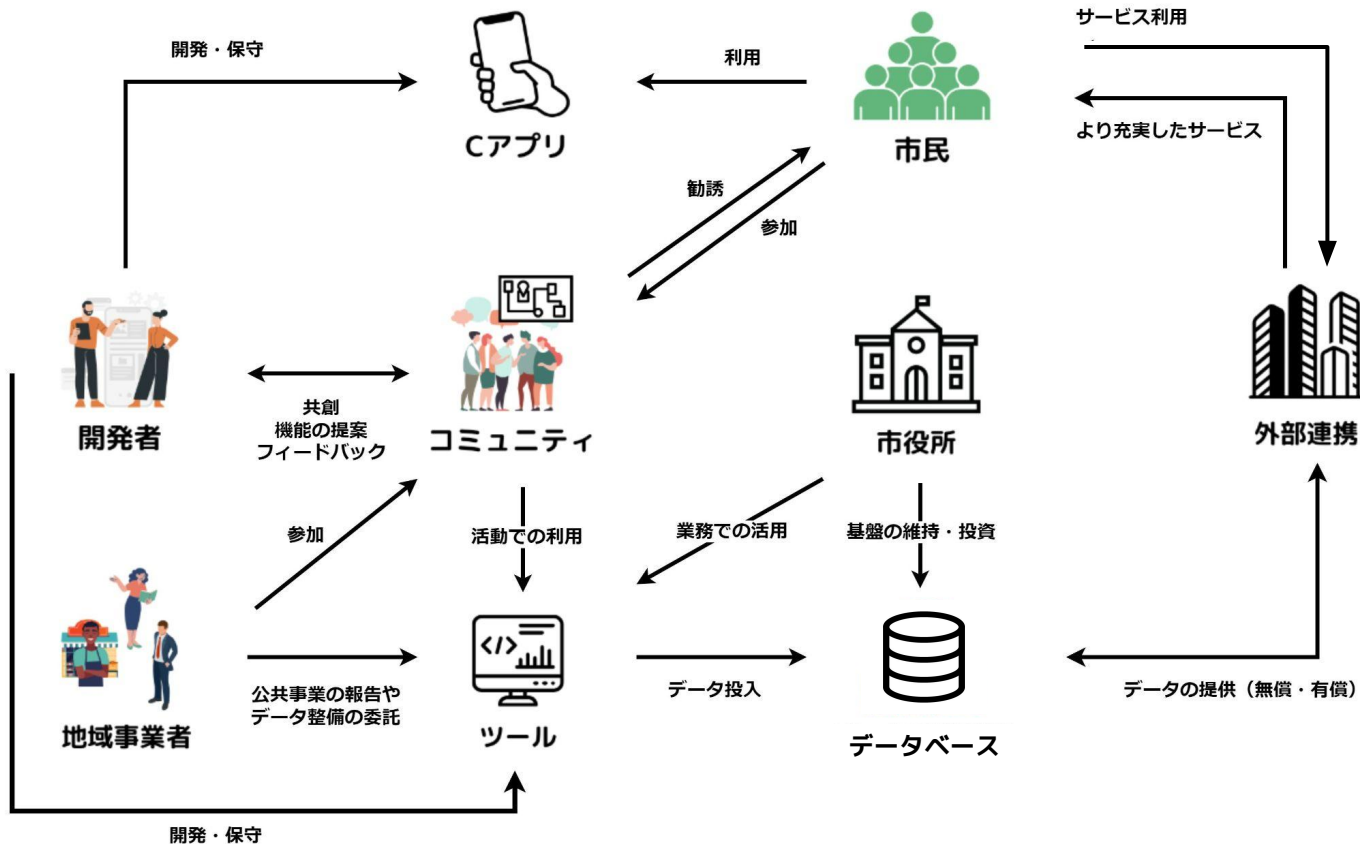 サービス利用
開発・保守
利用
より充実したサービス
Cアプリ
市民
勧誘
参加
共創
機能の提案
フィードバック
開発者
コミュニティ
市役所
外部連携
参加
活動での利用
業務での活用
基盤の維持・投資
</>
公共事業の報告や
データ整備の委託
データ投入
データの提供（無償・有償）
地域事業者
ツール
データベース
開発・保守